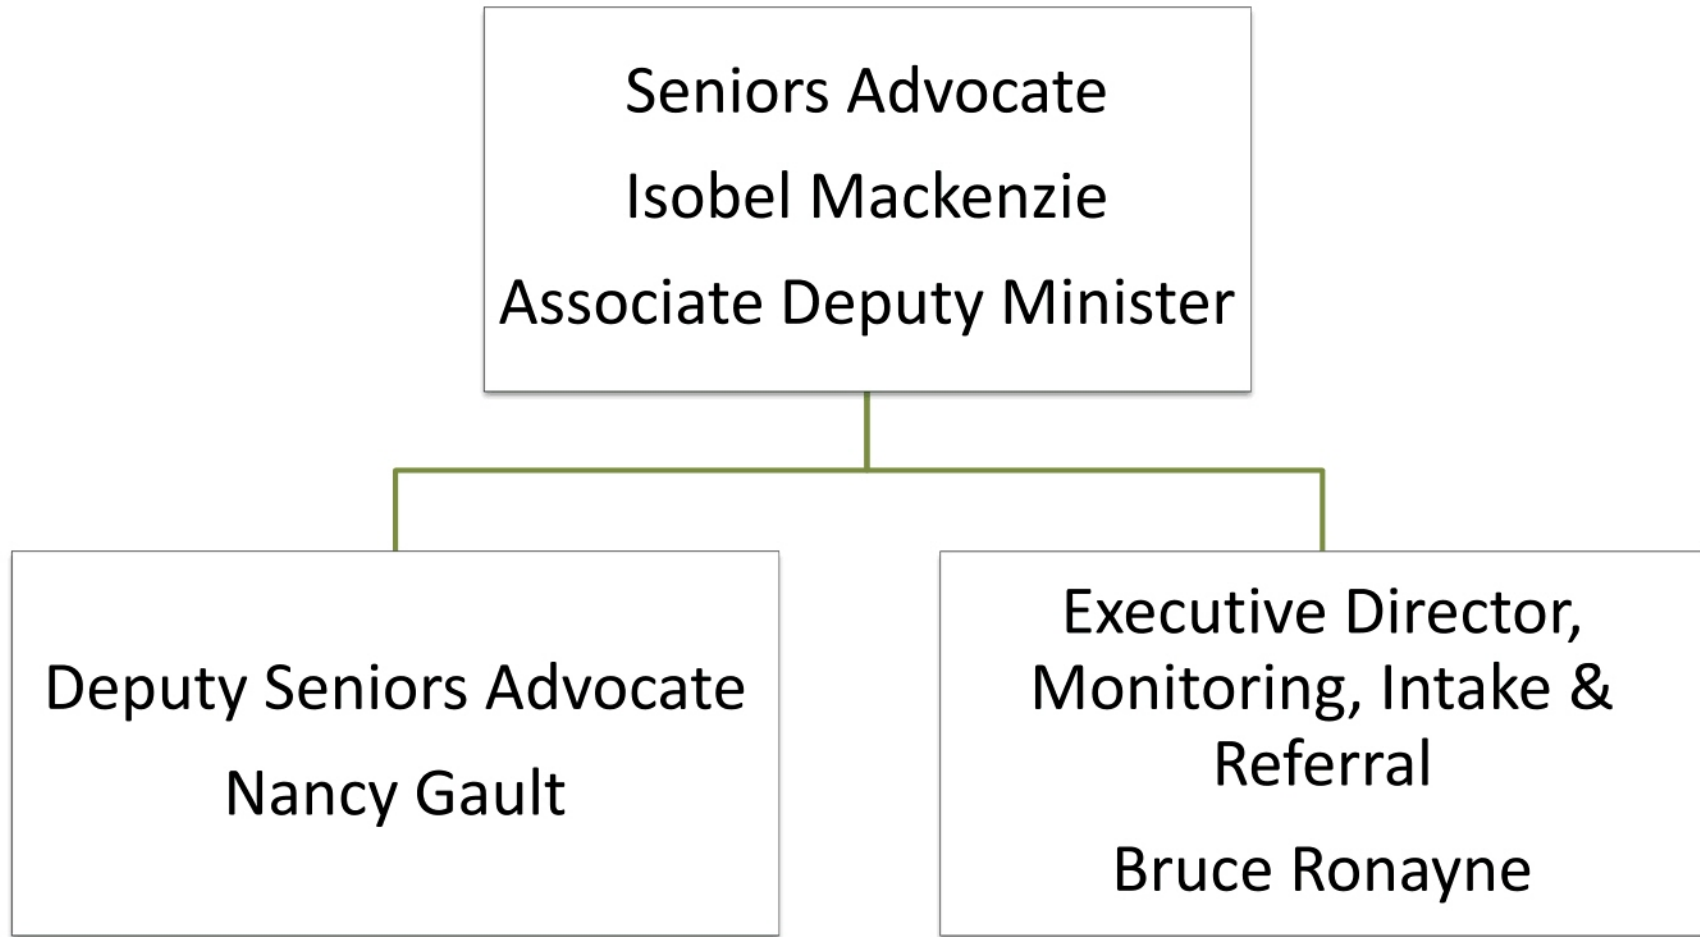 Seniors Advocate
Isobel Mackenzie
Associate Deputy Minister
Deputy Seniors Advocate
Nancy Gault
Executive Director,
Monitoring, Intake &
Referral
Bruce Ronayne